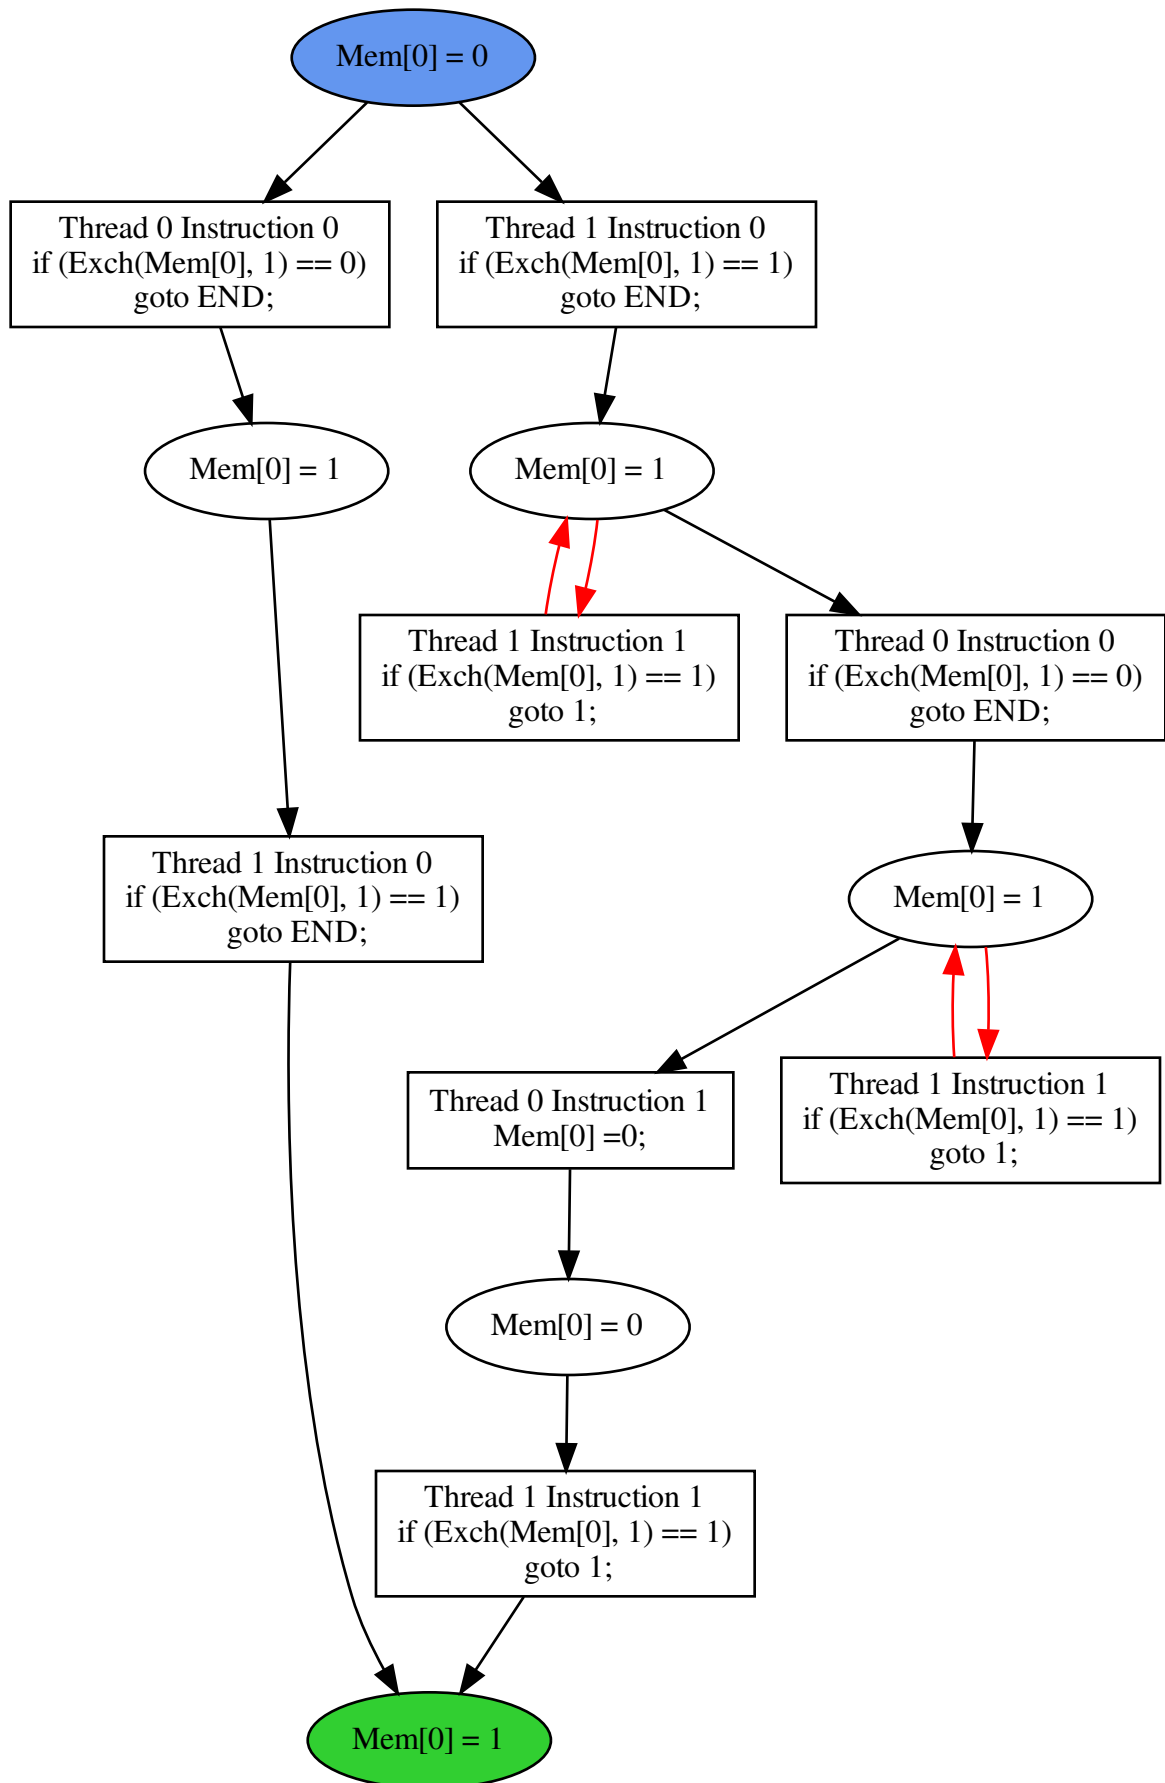 Mem[0] = 0
Thread 0 Instruction 0
if (Exch(Mem[0], 1) == 0)
goto END;
Thread 1 Instruction 0
if (Exch(Mem[0], 1) == 1)
goto END;
Mem[0] = 1
Mem[0] = 1
Thread 1 Instruction 1
if (Exch(Mem[0], 1) == 1)
goto 1;
Thread 0 Instruction 0
if (Exch(Mem[0], 1) == 0)
goto END;
Thread 1 Instruction 0
if (Exch(Mem[0], 1) == 1)
goto END;
Mem[0] = 1
Thread 0 Instruction 1
Mem[0] =0;
Thread 1 Instruction 1
if (Exch(Mem[0], 1) == 1)
goto 1;
Mem[0] = 0
Thread 1 Instruction 1
if (Exch(Mem[0], 1) == 1)
goto 1;
Mem[0] = 1